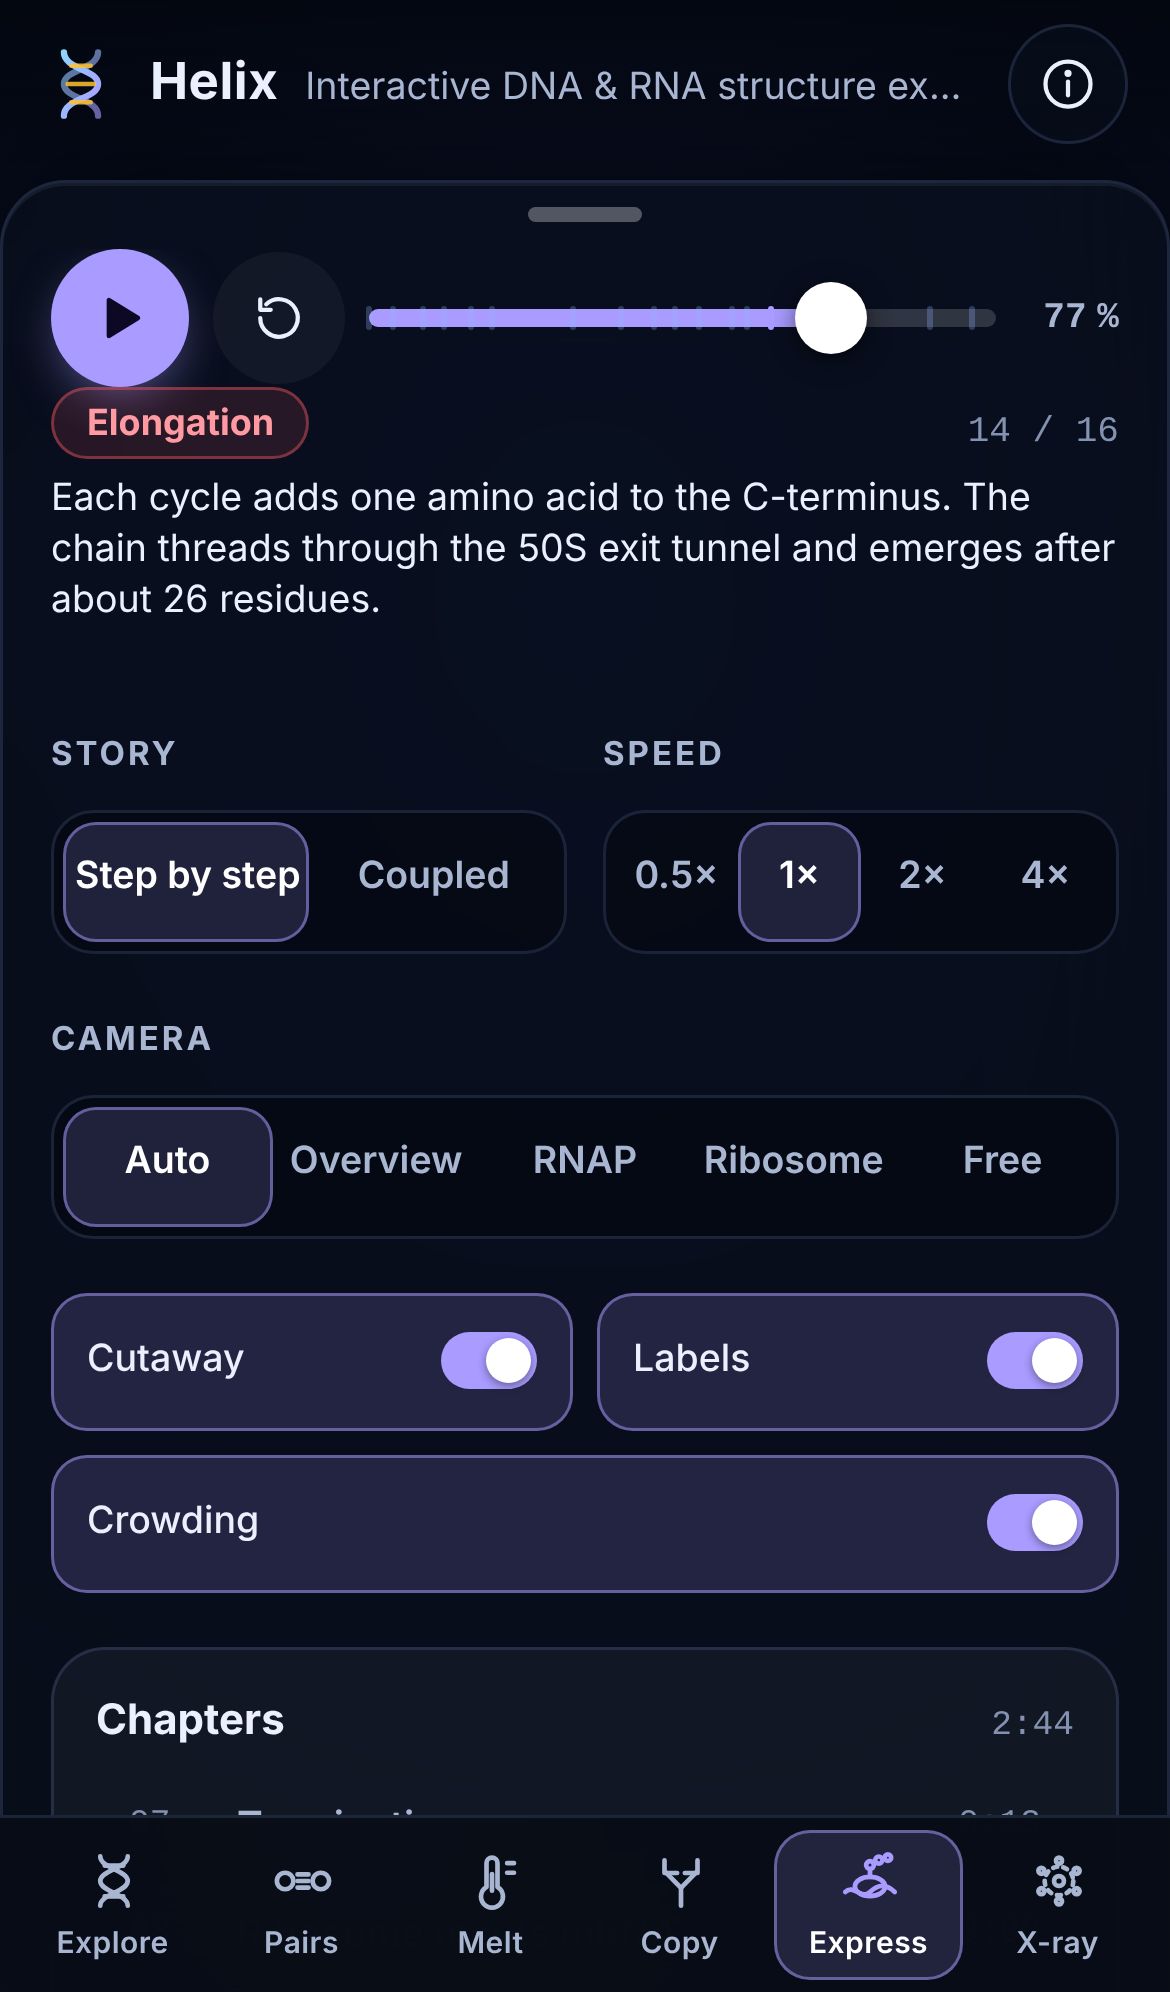 Helix Interactive DNA & RNA structure ex...
77 %
Elongation
14 / 16
Each cycle adds one amino acid to the C-terminus. The
chain threads through the 50S exit tunnel and emerges after
about 26 residues.
STORY
SPEED
Step by step Coupled
0.5× 1× 2× 4×
CAMERA
Auto Overview RNAP Ribosome Free
Cutaway
Labels
Crowding
Chapters 2:44
Explore Pairs Melt Copy Express X-ray